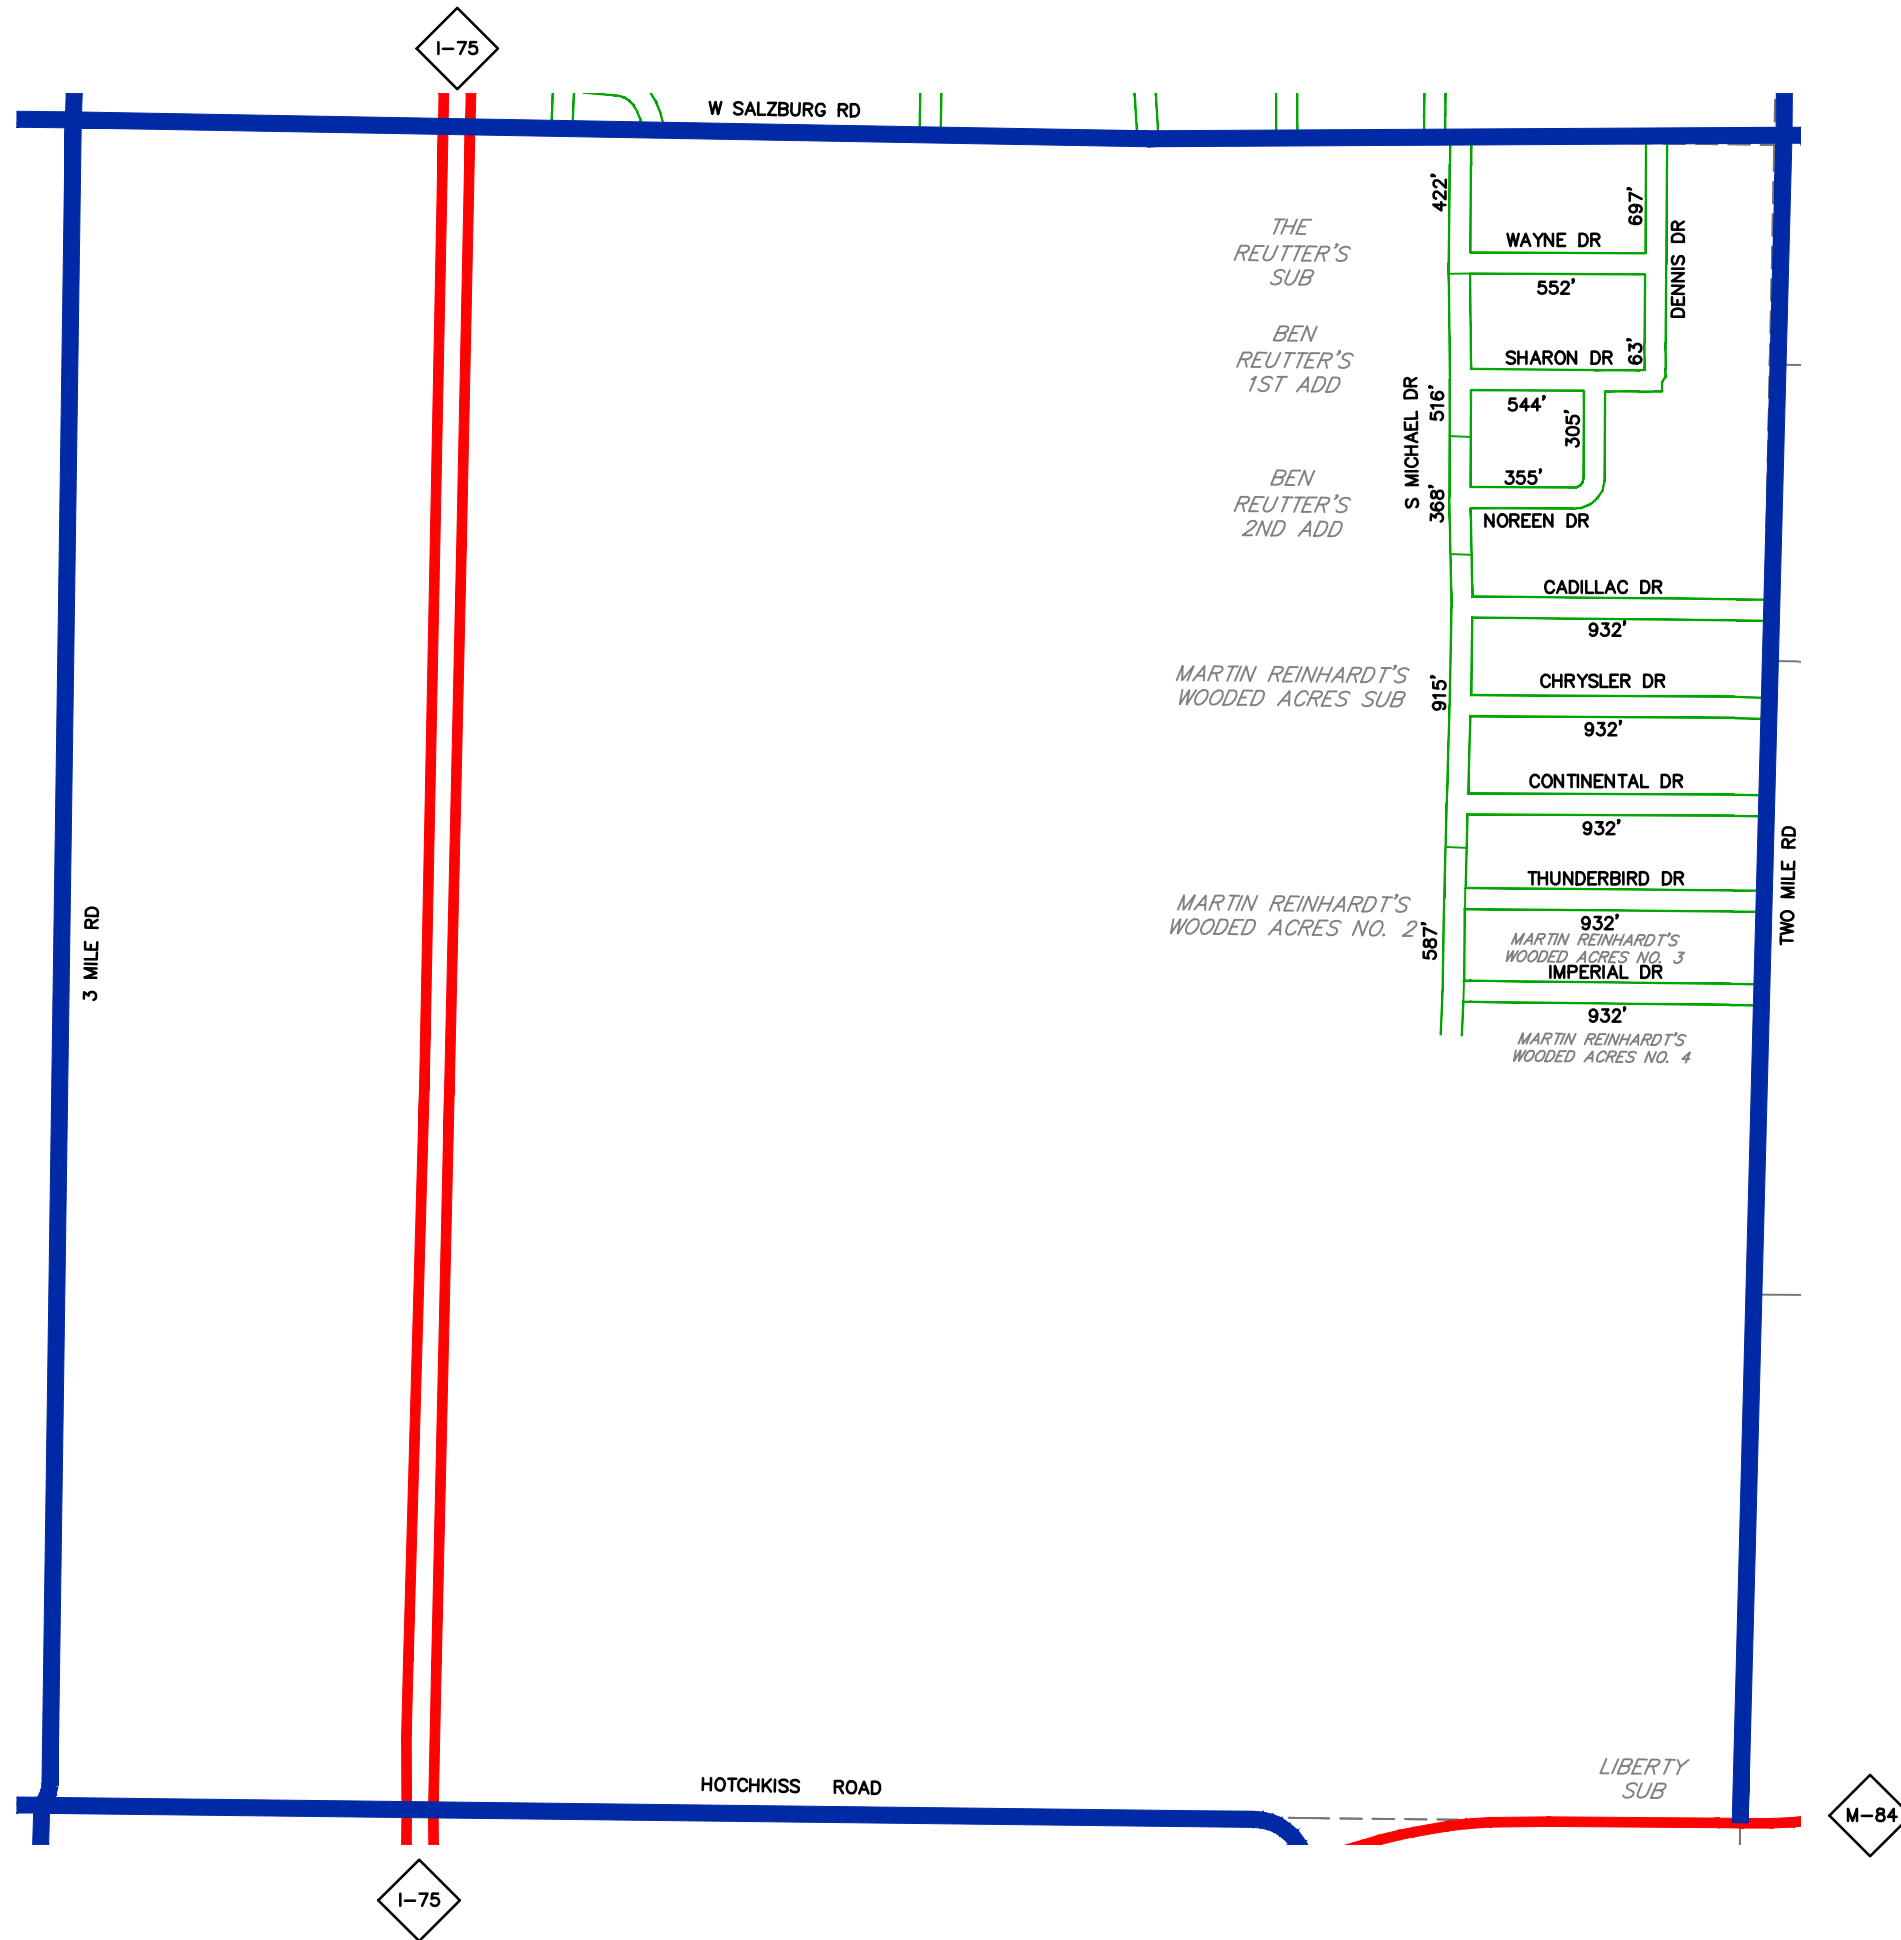 I-75
W SALZBURG RD
422'
697'
THE
REUTTER'S
SUB
WAYNE DR
552'
DENNIS DR
BEN
REUTTER'S
1ST ADD
SHARON DR
63'
544'
S MICHAEL DR
516'
305'
BEN
REUTTER'S
2ND ADD
355'
368'
NOREEN DR
CADILLAC DR
932'
MARTIN REINHARDT'S
WOODED ACRES SUB
915'
CHRYSLER DR
932'
CONTINENTAL DR
932'
TWO MILE RD
THUNDERBIRD DR
932'
MARTIN REINHARDT'S
WOODED ACRES NO. 2
587'
3 MILE RD
MARTIN REINHARDT'S
WOODED ACRES NO. 3
IMPERIAL DR
932'
MARTIN REINHARDT'S
WOODED ACRES NO. 4
LIBERTY
SUB
HOTCHKISS ROAD
M-84
I-75